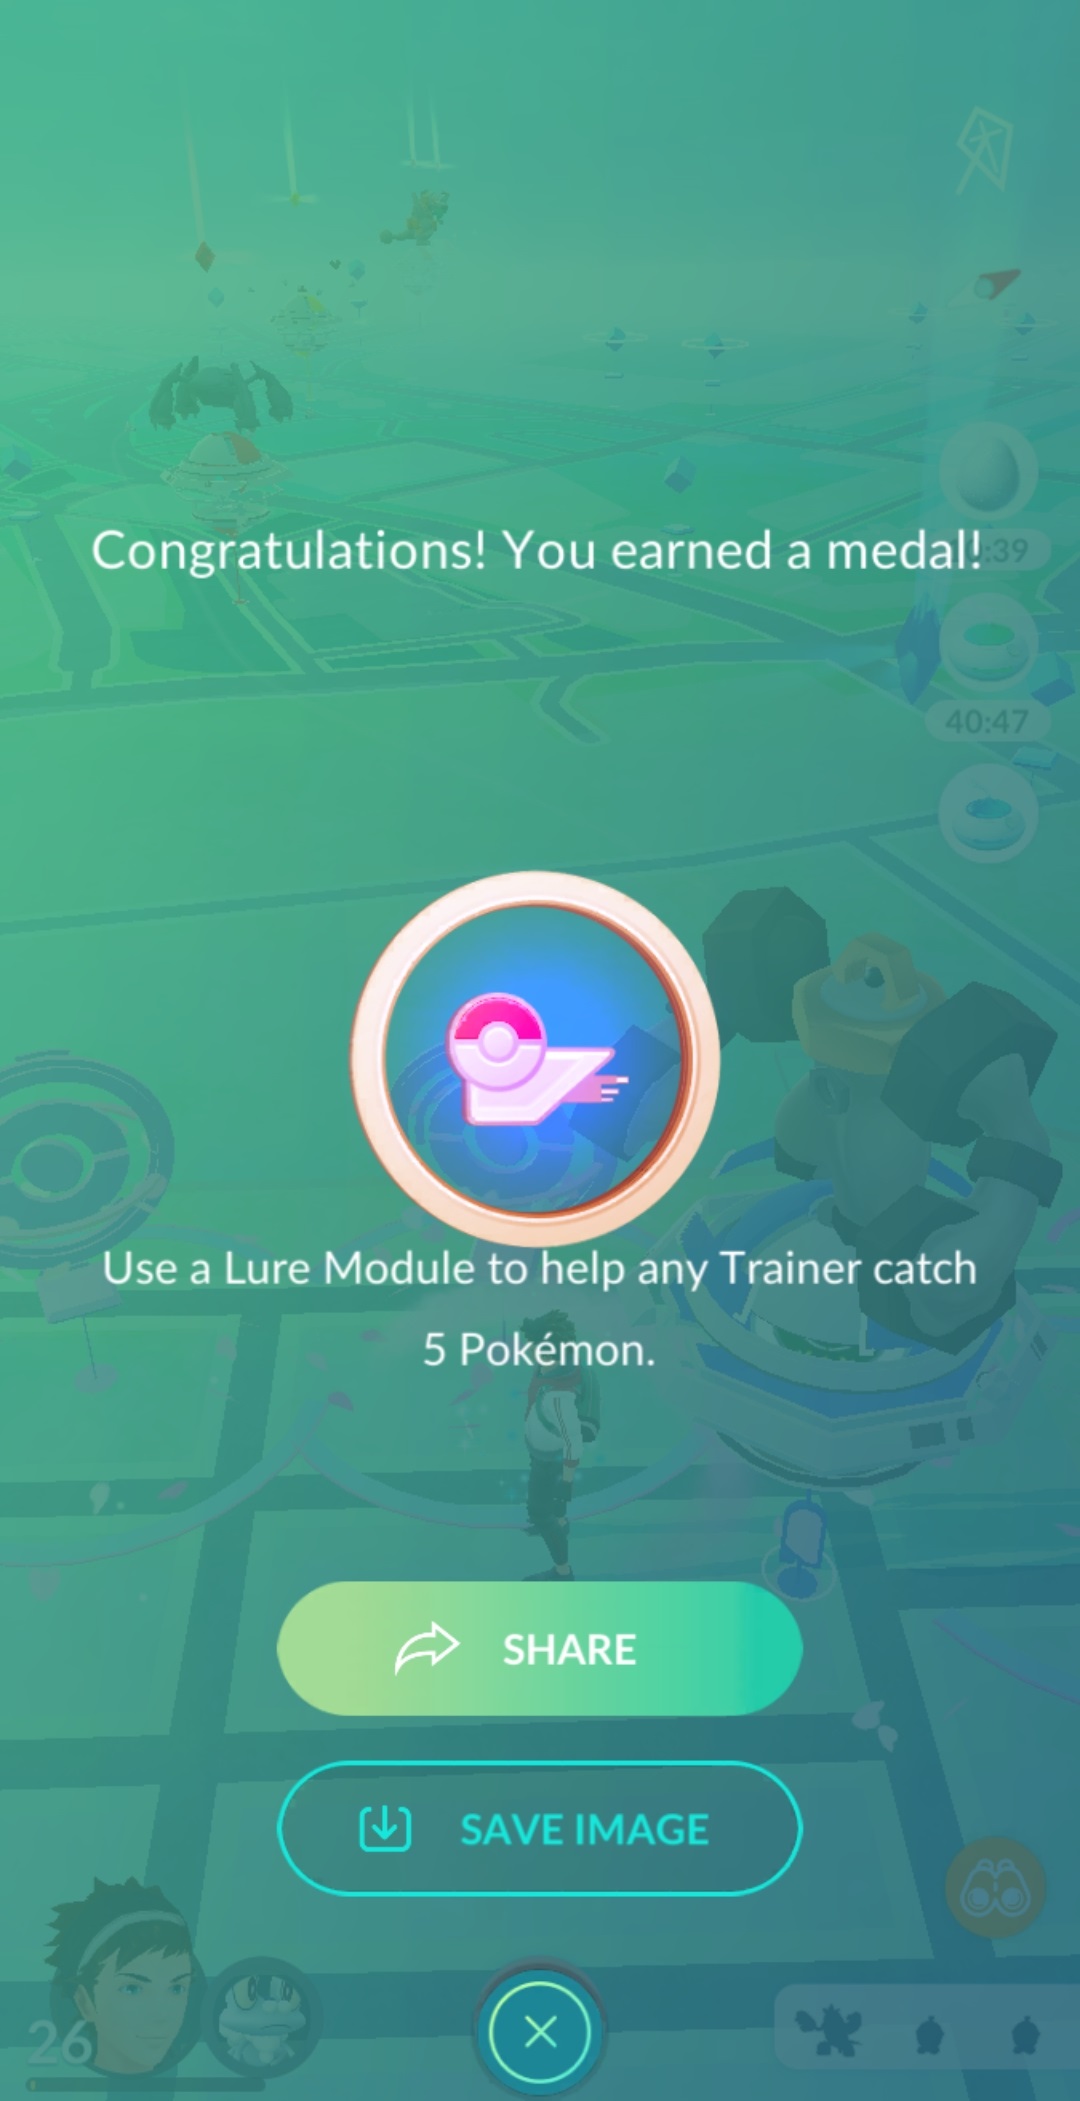 Congratulations! You earned a medal!
:39
40:47
Use a Lure Module to help any Trainer catch
5 Pokémon.
SHARE
SAVE IMAGE
26